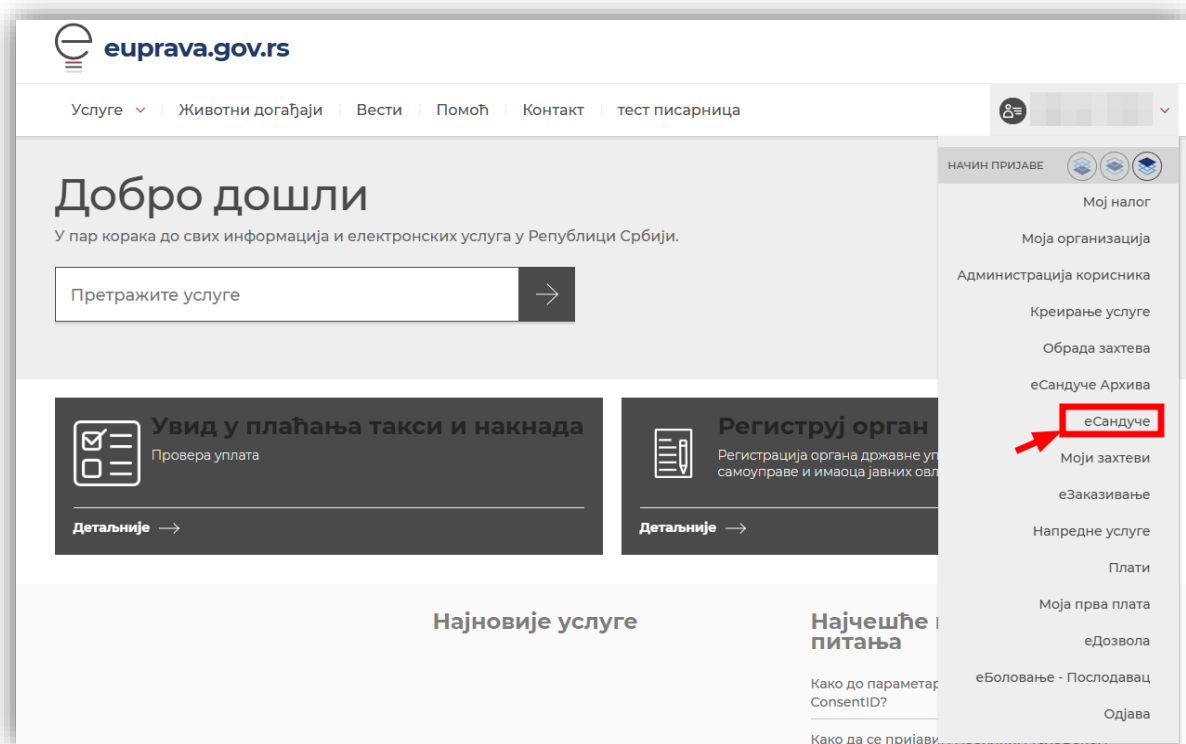 euprava.gov.rs
Услуге
Животни догађаји
Вести
Помоћ
Контакт
тест писарница
НАЧИН ПРИЈАВЕ
Мој налог
Моја организација
Администрација корисника
Креирање услуге
Обрада захтева
еСандуче Архива
еСандуче
Моји захтеви
еЗаказивање
Напредне услуге
Плати
Моја прва плата
еДозвола
еБоловање - Послодавац
Одјава
Добро дошли
У пар корака до свих информација и електронских услуга у Републици Србији.
Претражите услуге
Увид у плаћања такси и накнада
Провера уплата
Детаљније
Региструј орган
Регистрација органа државне
самоуправе и имаоца јавних
Детаљније
Најновије услуге
Најчешће
питања
Како до
ConsentID?
Како да се